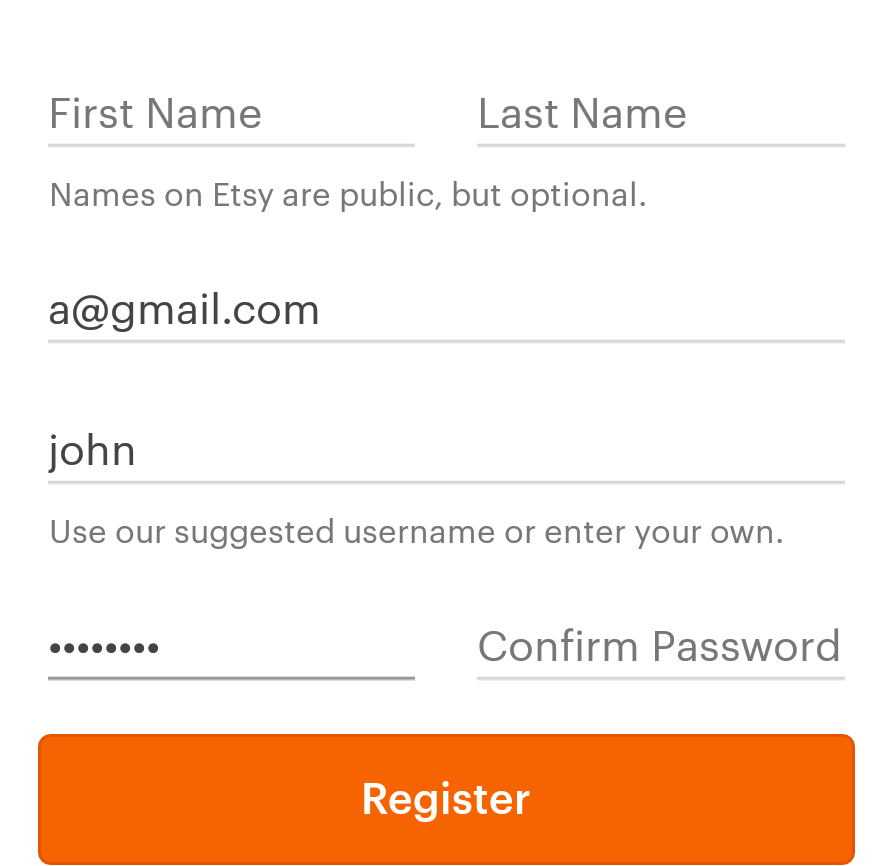 First Name Last Name
Names on Etsy are public, but optional.
a@gmail.com
john
Use our suggested username or enter your own.
•••••••• Confirm Password
Register